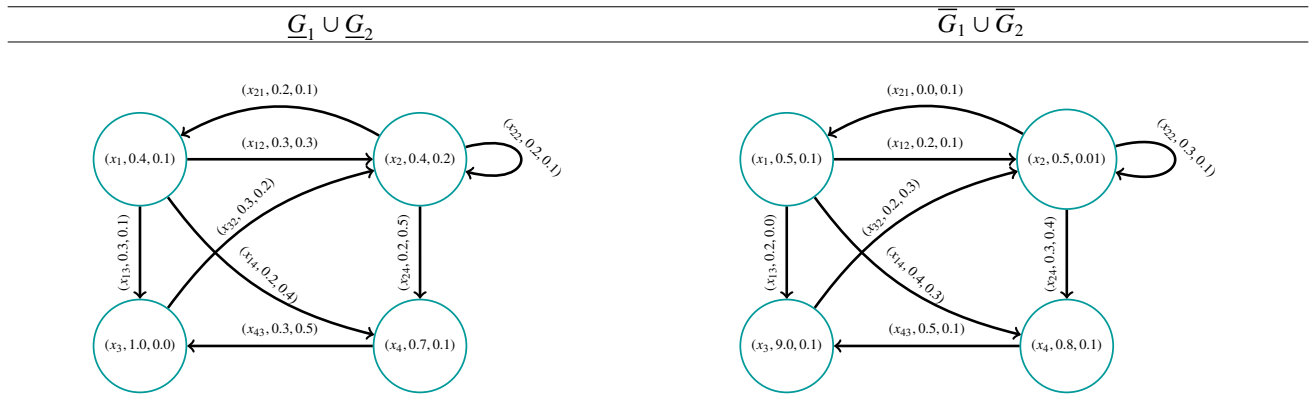 G̲₁ ∪ G̲₂
G̅₁ ∪ G̅₂
(x₂₁, 0.2, 0.1)
(x₁, 0.4, 0.1)
(x₁₂, 0.3, 0.3)
(x₂, 0.4, 0.2)
(x₂₂, 0.2, 0.1)
(x₁₃, 0.3, 0.1)
(x₃₂, 0.3, 0.2)
(x₁₄, 0.2, 0.4)
(x₂₄, 0.2, 0.5)
(x₃, 1.0, 0.0)
(x₄₃, 0.3, 0.5)
(x₄, 0.7, 0.1)
(x₂₁, 0.0, 0.1)
(x₁, 0.5, 0.1)
(x₁₂, 0.2, 0.1)
(x₂, 0.5, 0.01)
(x₂₂, 0.3, 0.1)
(x₁₃, 0.2, 0.0)
(x₃₂, 0.2, 0.3)
(x₁₄, 0.4, 0.3)
(x₂₄, 0.3, 0.4)
(x₃, 9.0, 0.1)
(x₄₃, 0.5, 0.1)
(x₄, 0.8, 0.1)